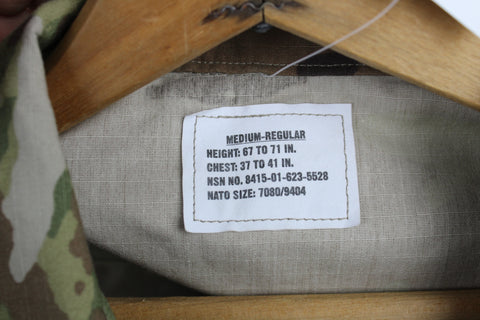 MEDIUM-REGULAR
HEIGHT: 67 TO 71 IN.
CHEST: 37 TO 41 IN.
NSN NO. 8415-01-623-5528
NATO SIZE: 7080/9404